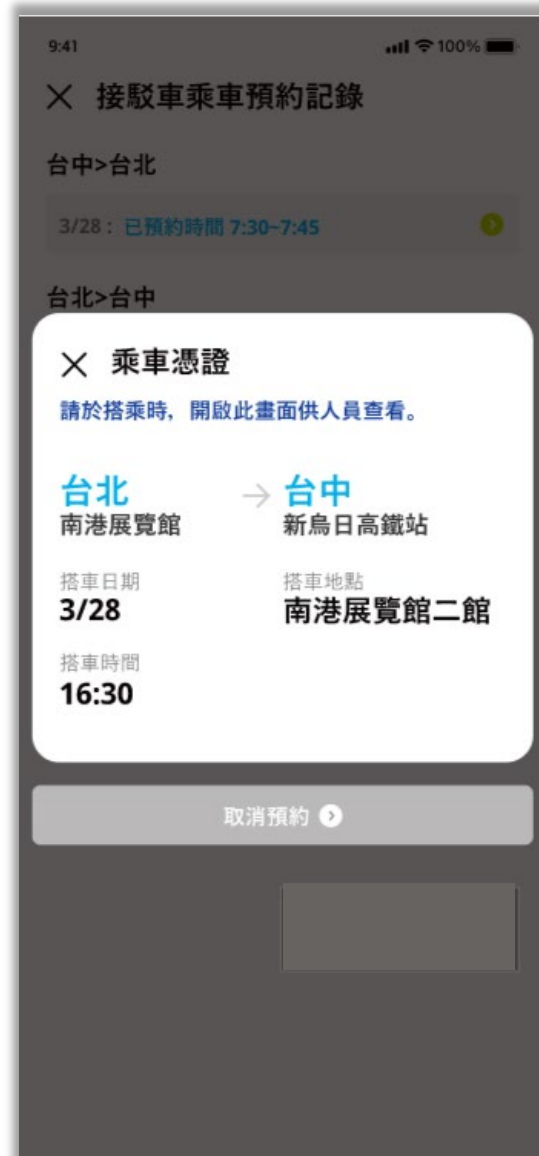 9:41
100%
接駁車乘車預約記錄
台中>台北
3/28： 已預約時間 7:30~7:45
台北>台中
乘車憑證
請於搭乘時，開啟此畫面供人員查看。
台北 → 台中
南港展覽館 新烏日高鐵站
搭車日期 搭車地點
3/28 南港展覽館二館
搭車時間
16:30
取消預約